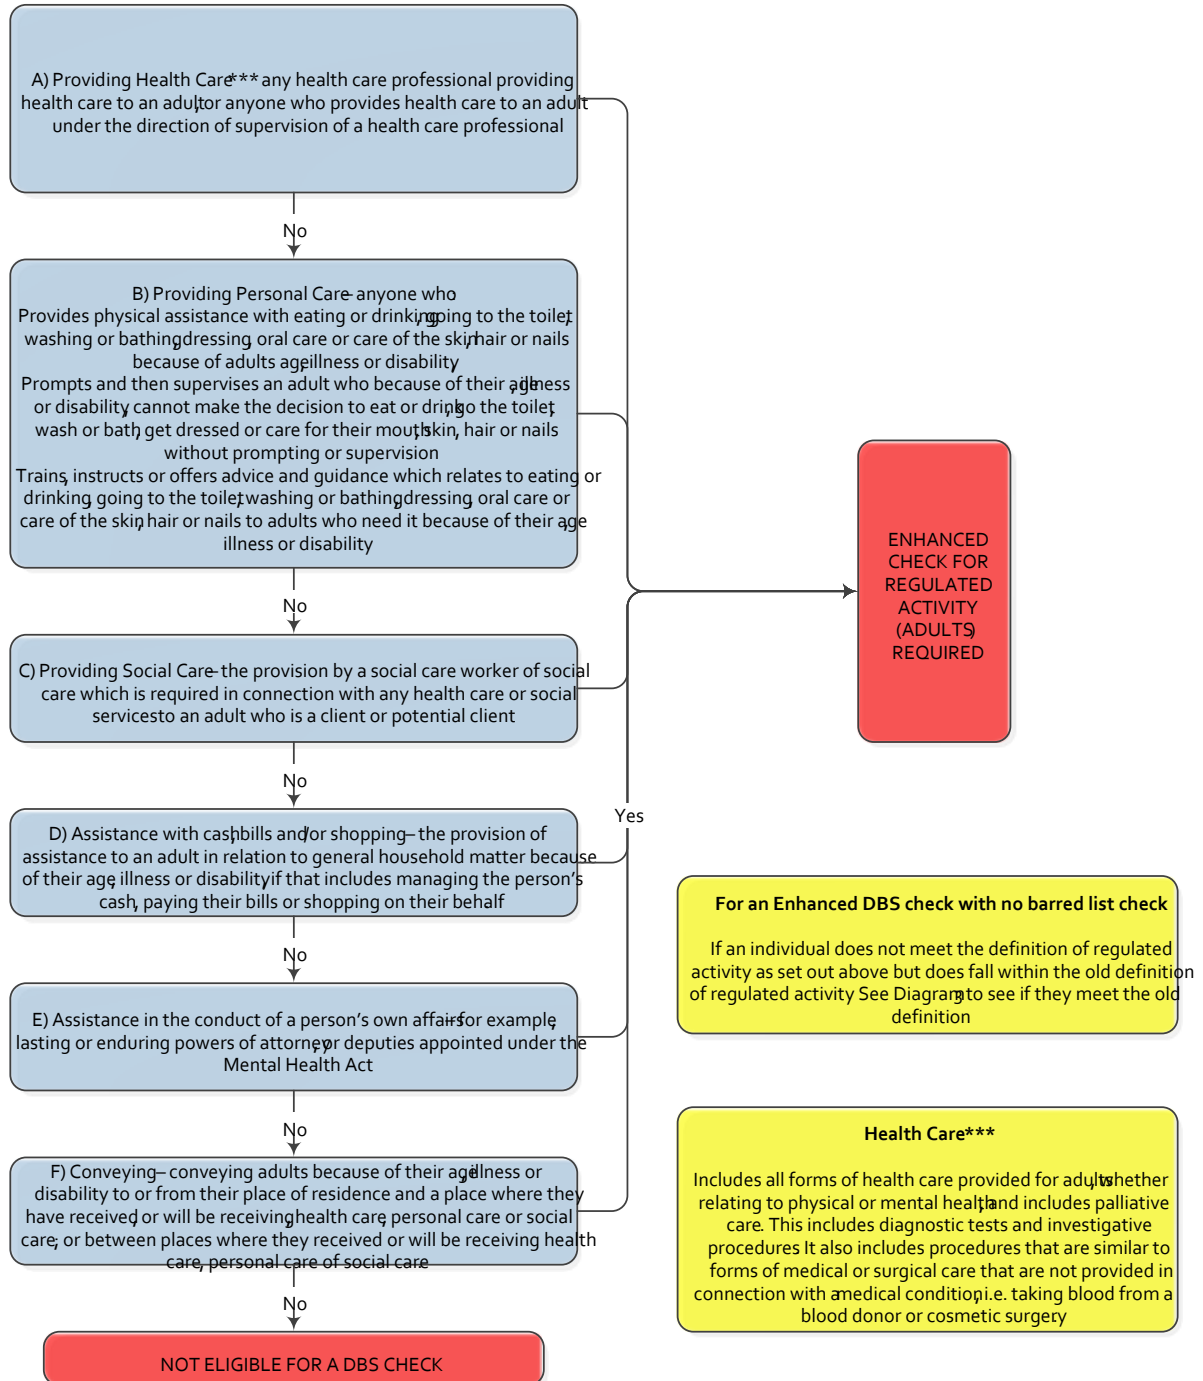 A) Providing Health Care*** any health care professional providing
health care to an adult, or anyone who provides health care to an adult
under the direction of supervision of a health care professional
No
B) Providing Personal Care – anyone who:
Provides physical assistance with eating or drinking, going to the toilet,
washing or bathing, dressing, oral care or care of the skin, hair or nails
because of adults age, illness or disability,
Prompts and then supervises an adult who because of their age, illness
or disability, cannot make the decision to eat or drink, go the toilet,
wash or bath, get dressed or care for their mouth, skin, hair or nails
without prompting or supervision
Trains, instructs or offers advice and guidance which relates to eating or
drinking, going to the toilet, washing or bathing, dressing, oral care or
care of the skin, hair or nails to adults who need it because of their age,
illness or disability
No
C) Providing Social Care – the provision by a social care worker of social
care which is required in connection with any health care or social
services to an adult who is a client or potential client
No
D) Assistance with cash, bills and/or shopping – the provision of
assistance to an adult in relation to general household matter because
of their age, illness or disability, if that includes managing the person's
cash, paying their bills or shopping on their behalf
No
E) Assistance in the conduct of a person's own affairs – for example,
lasting or enduring powers of attorney, or deputies appointed under the
Mental Health Act
No
F) Conveying – conveying adults because of their age, illness or
disability to or from their place of residence and a place where they
have received, or will be receiving, health care, personal care or social
care; or between places where they received or will be receiving health
care, personal care of social care.
No
NOT ELIGIBLE FOR A DBS CHECK
Yes
ENHANCED
CHECK FOR
REGULATED
ACTIVITY
(ADULTS)
REQUIRED
For an Enhanced DBS check with no barred list check
If an individual does not meet the definition of regulated
activity as set out above but does fall within the old definition
of regulated activity See Diagram 3 to see if they meet the old
definition
Health Care***
Includes all forms of health care provided for adults, whether
relating to physical or mental health, and includes palliative
care. This includes diagnostic tests and investigative
procedures. It also includes procedures that are similar to
forms of medical or surgical care that are not provided in
connection with a medical condition, i.e. taking blood from a
blood donor or cosmetic surgery.